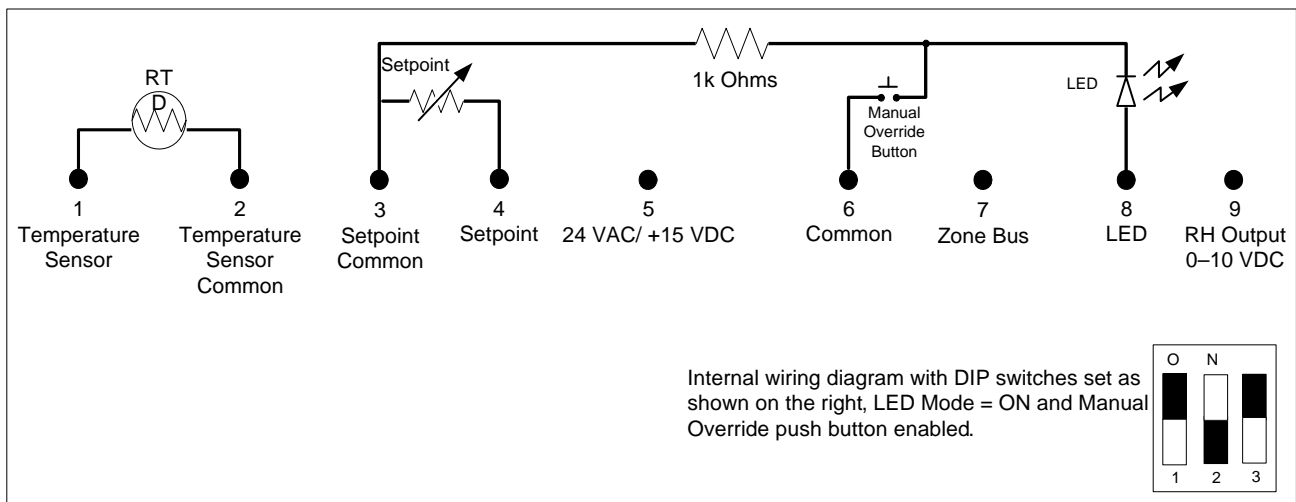 Setpoint
RT
D
1k Ohms
LED
Manual
Override
Button
1
Temperature
Sensor
2
Temperature
Sensor
Common
3
Setpoint
Common
4
Setpoint
5
24 VAC/ +15 VDC
6
Common
7
Zone Bus
8
LED
9
RH Output
0–10 VDC
Internal wiring diagram with DIP switches set as
shown on the right, LED Mode = ON and Manual
Override push button enabled.
O N
1 2 3